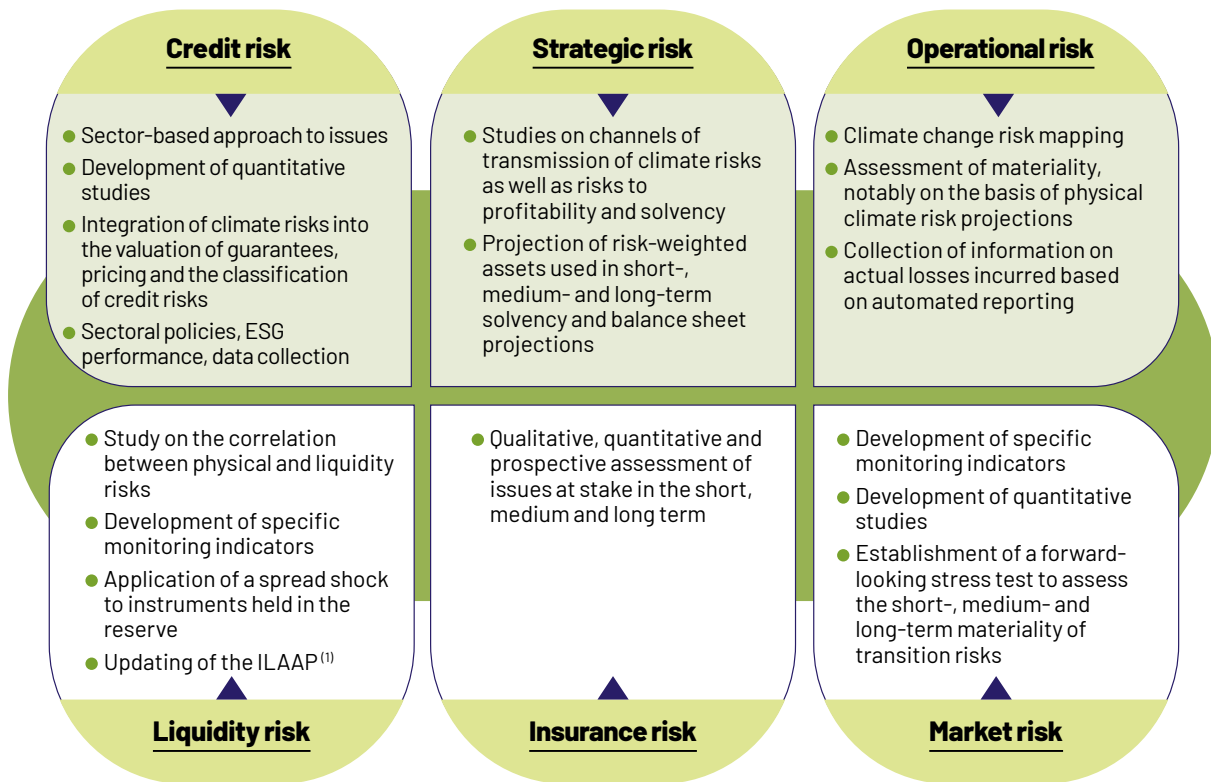 Credit risk
Sector-based approach to issues
Development of quantitative
studies
Integration of climate risks into
the valuation of guarantees,
pricing and the classification
of credit risks
Sectoral policies, ESG
performance, data collection
Strategic risk
Studies on channels of
transmission of climate risks
as well as risks to
profitability and solvency
Projection of risk-weighted
assets used in short-,
medium- and long-term
solvency and balance sheet
projections
Operational risk
Climate change risk mapping
Assessment of materiality,
notably on the basis of physical
climate risk projections
Collection of information on
actual losses incurred based
on automated reporting
Study on the correlation
between physical and liquidity
risks
Development of specific
monitoring indicators
Application of a spread shock
to instruments held in the
reserve
Updating of the ILAAP (1)
Liquidity risk
Qualitative, quantitative and
prospective assessment of
issues at stake in the short,
medium and long term
Insurance risk
Development of specific
monitoring indicators
Development of quantitative
studies
Establishment of a forward-
looking stress test to assess
the short-, medium- and
long-term materiality of
transition risks
Market risk